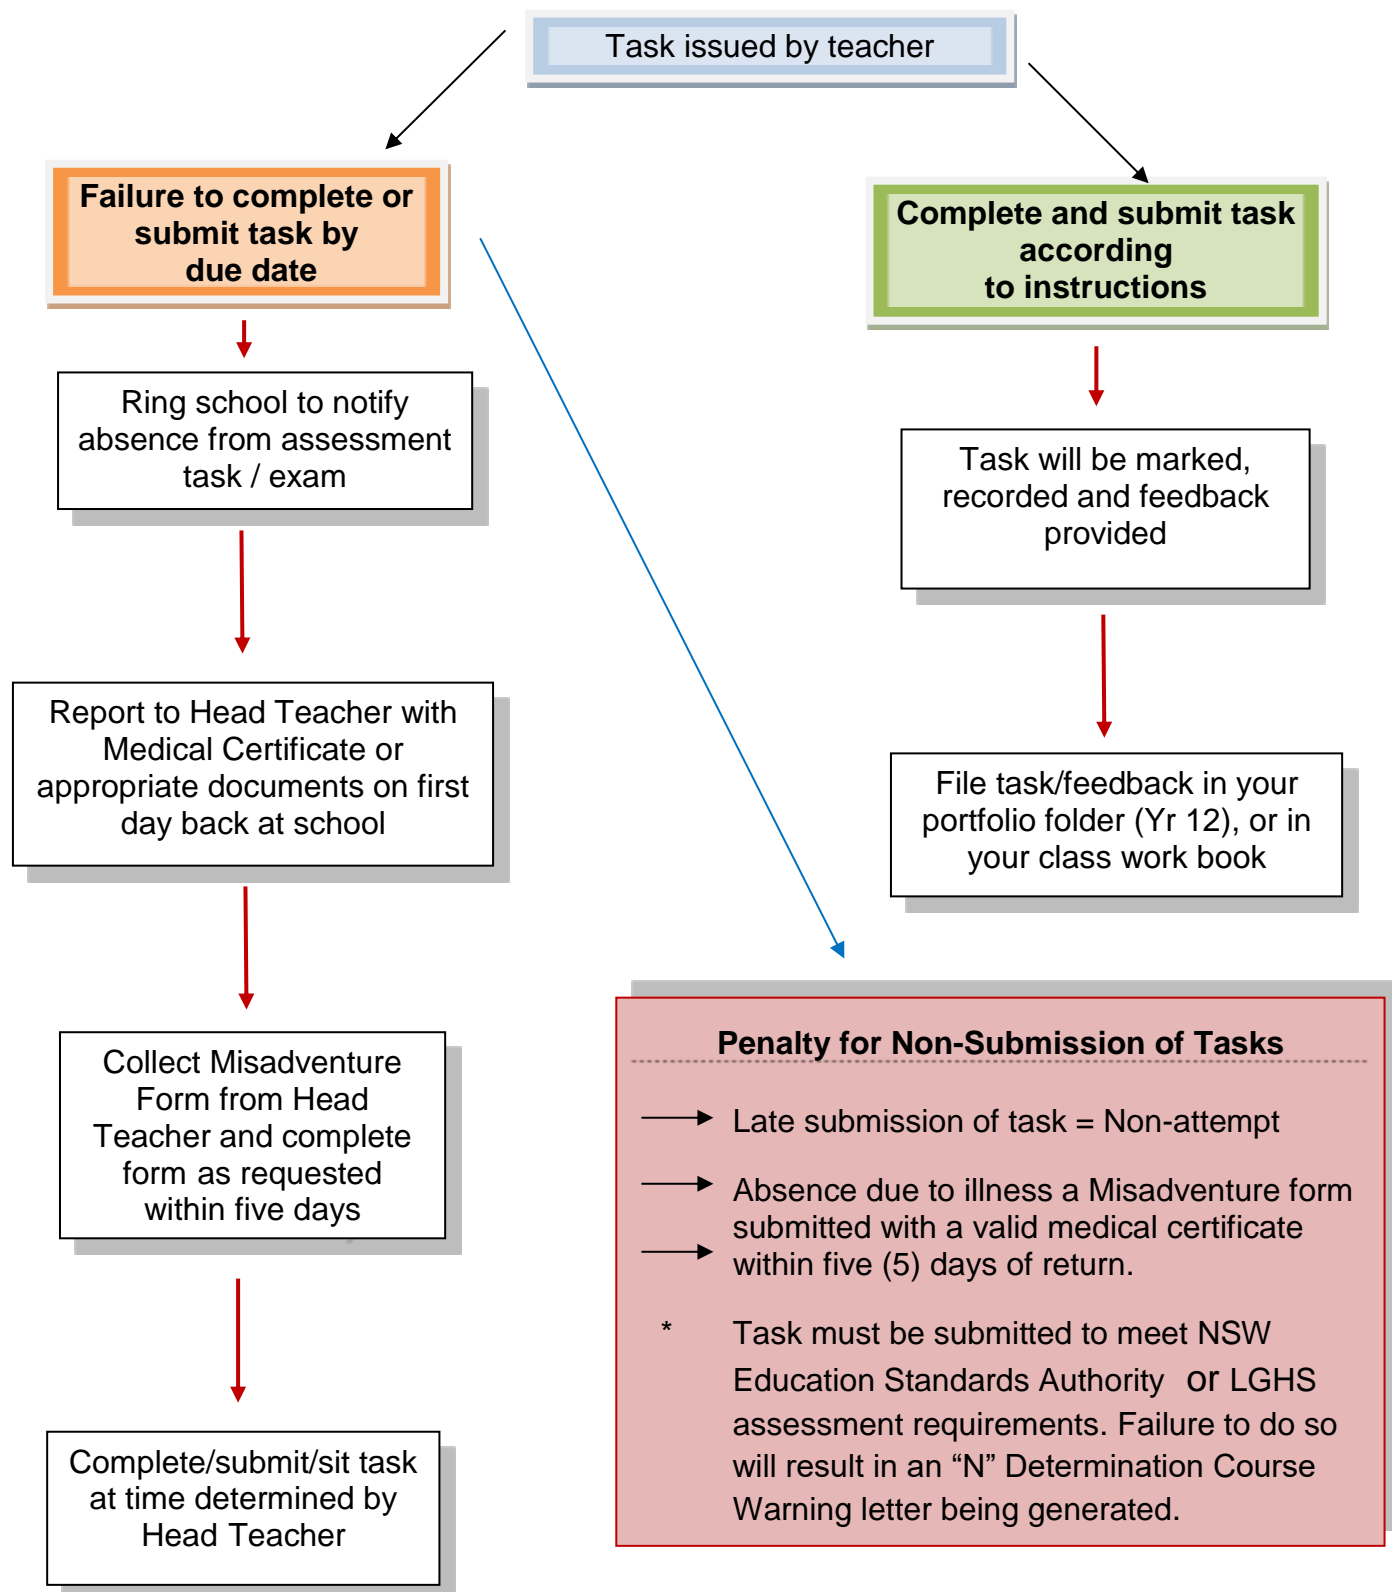 Task issued by teacher
Failure to complete or
submit task by
due date
Ring school to notify
absence from assessment
task / exam
Report to Head Teacher with
Medical Certificate or
appropriate documents on first
day back at school
Collect Misadventure
Form from Head
Teacher and complete
form as requested
within five days
Complete/submit/sit task
at time determined by
Head Teacher
Complete and submit task
according
to instructions
Task will be marked,
recorded and feedback
provided
File task/feedback in your
portfolio folder (Yr 12), or in
your class work book
Penalty for Non-Submission of Tasks
Late submission of task = Non-attempt
Absence due to illness a Misadventure form
submitted with a valid medical certificate
within five (5) days of return.
* Task must be submitted to meet NSW
Education Standards Authority or LGHS
assessment requirements. Failure to do so
will result in an “N” Determination Course
Warning letter being generated.